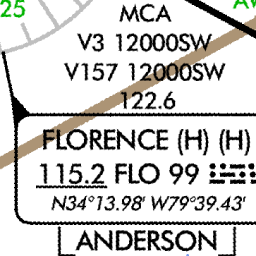 25
MCA
V3 12000SW
V157 12000SW
122.6
FLORENCE (H) (H)
115.2 FLO 99
N34°13.98' W79°39.43'
ANDERSON